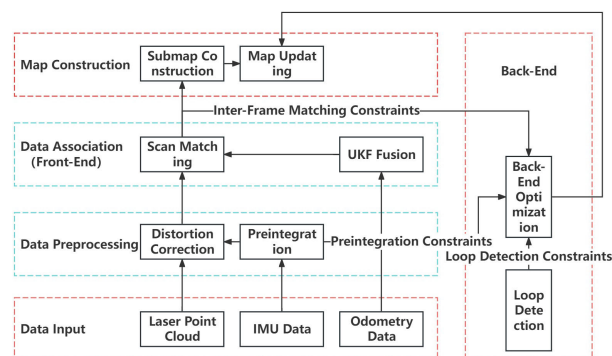 Map Construction
Submap Co
nstruction
Map Updat
ing
Back-End
Inter-Frame Matching Constraints
Data Association
(Front-End)
Scan Match
ing
UKF Fusion
Back-
End
Opti
mizat
ion
Data Preprocessing
Distortion
Correction
Preintegrat
ion
Preintegration Constraints
Loop Detection Constraints
Data Input
Laser Point
Cloud
IMU Data
Odometry
Data
Loop
Dete
ction